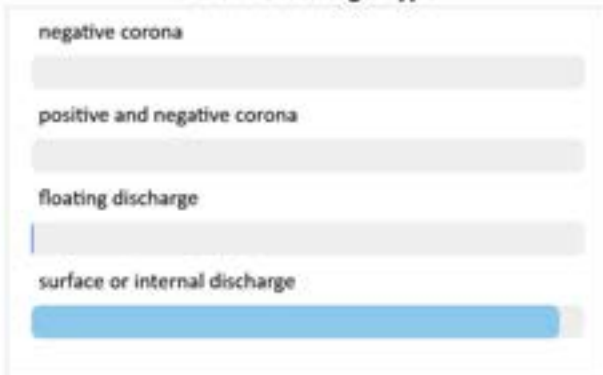 negative corona
positive and negative corona
floating discharge
surface or internal discharge